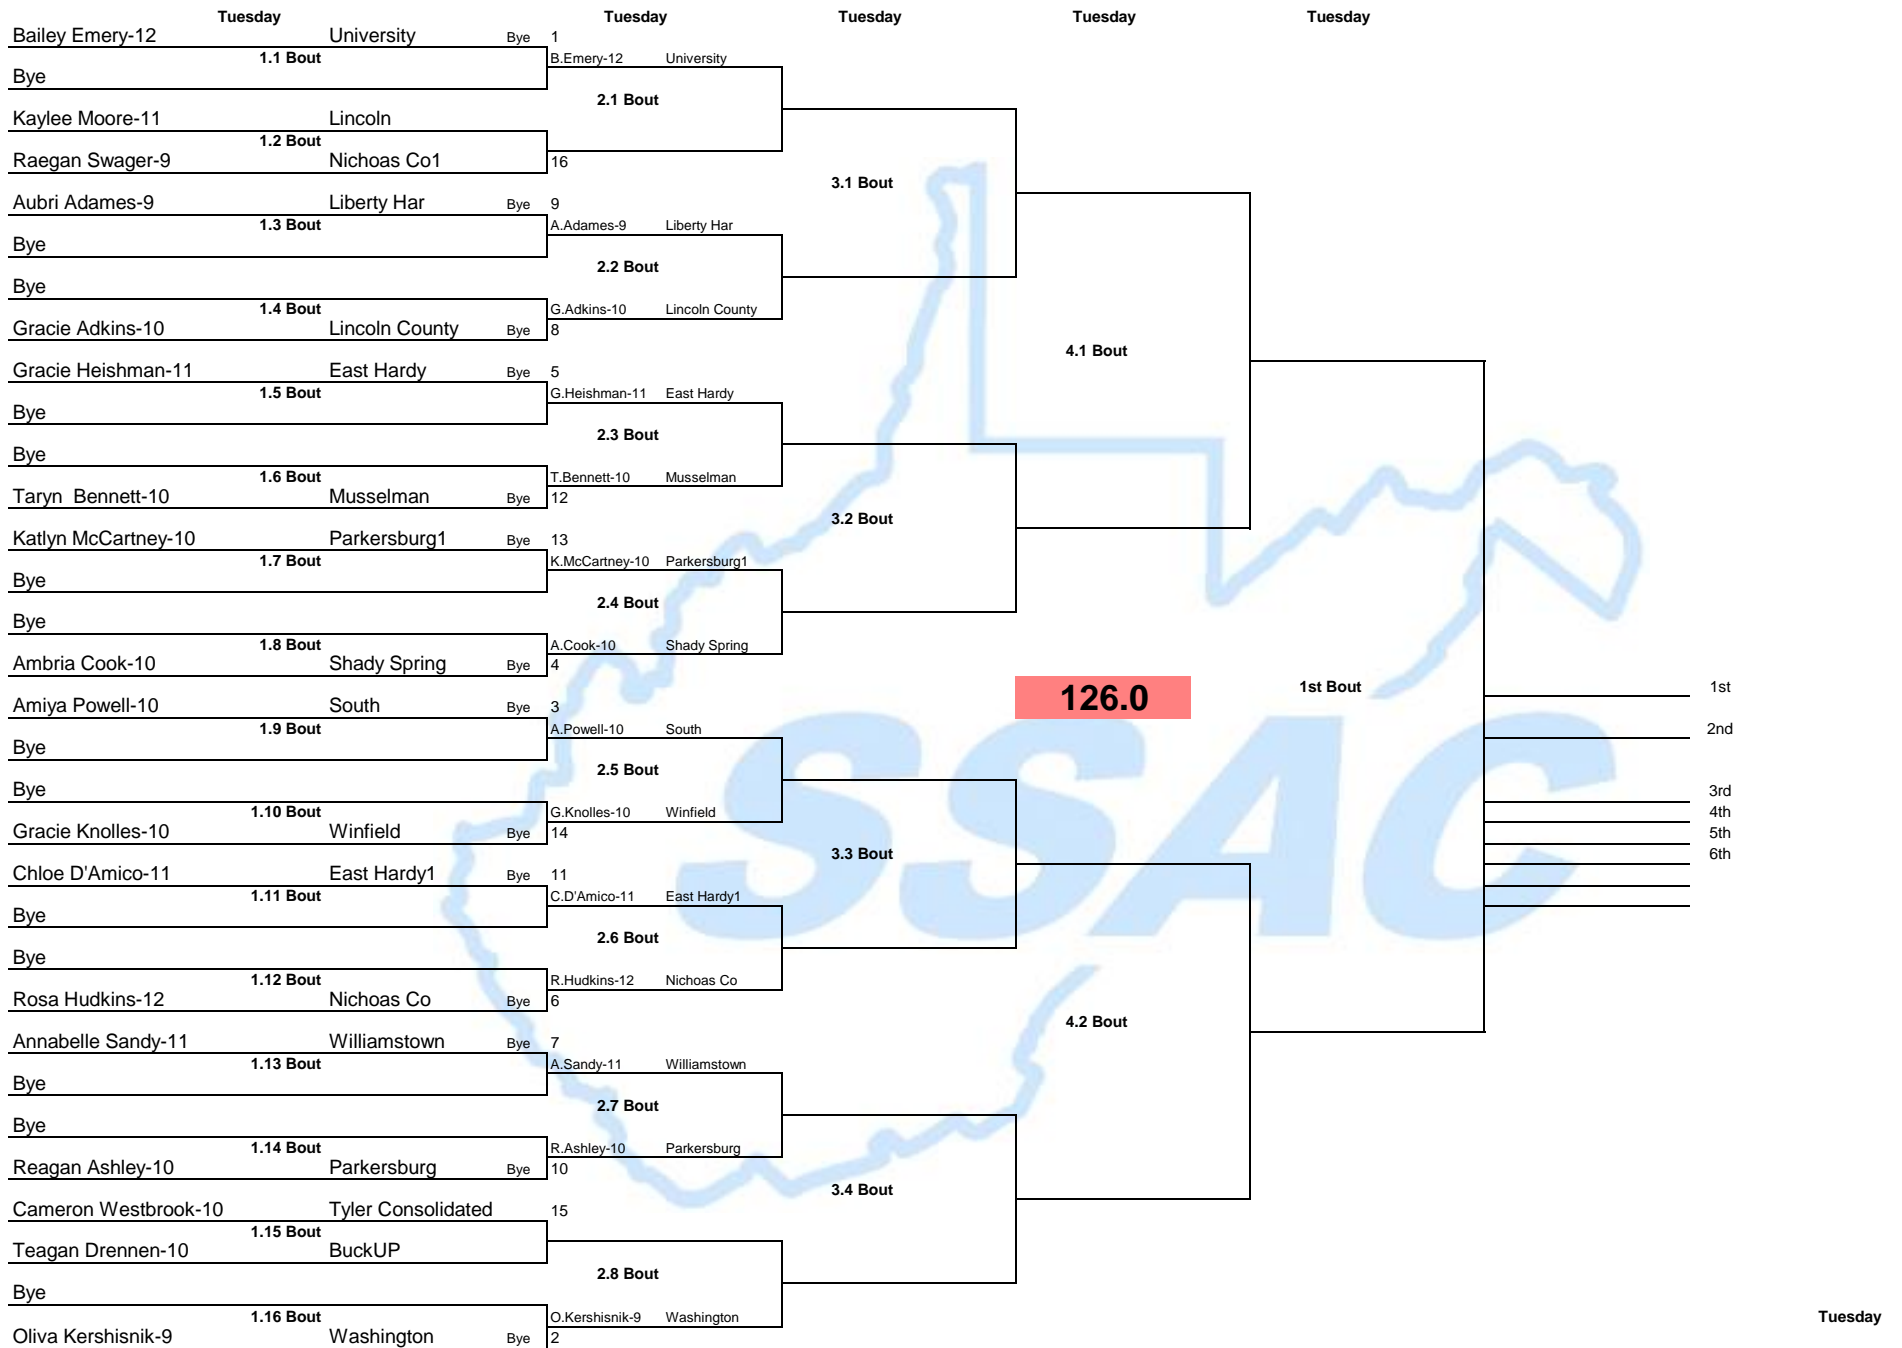 Tuesday Tuesday Tuesday Tuesday Tuesday
Bailey Emery-12 University Bye 1
1.1 Bout B.Emery-12 University
Bye
2.1 Bout
Kaylee Moore-11 Lincoln
1.2 Bout
Raegan Swager-9 Nichoas Co1 16
3.1 Bout
Aubri Adames-9 Liberty Har Bye 9
1.3 Bout A.Adames-9 Liberty Har
Bye
2.2 Bout
Bye
1.4 Bout G.Adkins-10 Lincoln County
Gracie Adkins-10 Lincoln County Bye 8
4.1 Bout
Gracie Heishman-11 East Hardy Bye 5
1.5 Bout G.Heishman-11 East Hardy
Bye
2.3 Bout
Bye
1.6 Bout T.Bennett-10 Musselman
Taryn  Bennett-10 Musselman Bye 12
3.2 Bout
Katlyn McCartney-10 Parkersburg1 Bye 13
1.7 Bout K.McCartney-10 Parkersburg1
Bye
2.4 Bout
Bye
1.8 Bout A.Cook-10 Shady Spring
Ambria Cook-10 Shady Spring Bye 4
126.0 1st Bout 1st
Amiya Powell-10 South Bye 3
1.9 Bout A.Powell-10 South 2nd
Bye
2.5 Bout
Bye 3rd
1.10 Bout G.Knolles-10 Winfield 4th
Gracie Knolles-10 Winfield Bye 14 5th
3.3 Bout 6th
Chloe D'Amico-11 East Hardy1 Bye 11
1.11 Bout C.D'Amico-11 East Hardy1
Bye
SSAC
2.6 Bout
Bye
1.12 Bout R.Hudkins-12 Nichoas Co
Rosa Hudkins-12 Nichoas Co Bye 6
4.2 Bout
Annabelle Sandy-11 Williamstown Bye 7
1.13 Bout A.Sandy-11 Williamstown
Bye
2.7 Bout
Bye
1.14 Bout R.Ashley-10 Parkersburg
Reagan Ashley-10 Parkersburg Bye 10
3.4 Bout
Cameron Westbrook-10 Tyler Consolidated 15
1.15 Bout
Teagan Drennen-10 BuckUP
2.8 Bout
Bye
1.16 Bout O.Kershisnik-9 Washington Tuesday
Oliva Kershisnik-9 Washington Bye 2